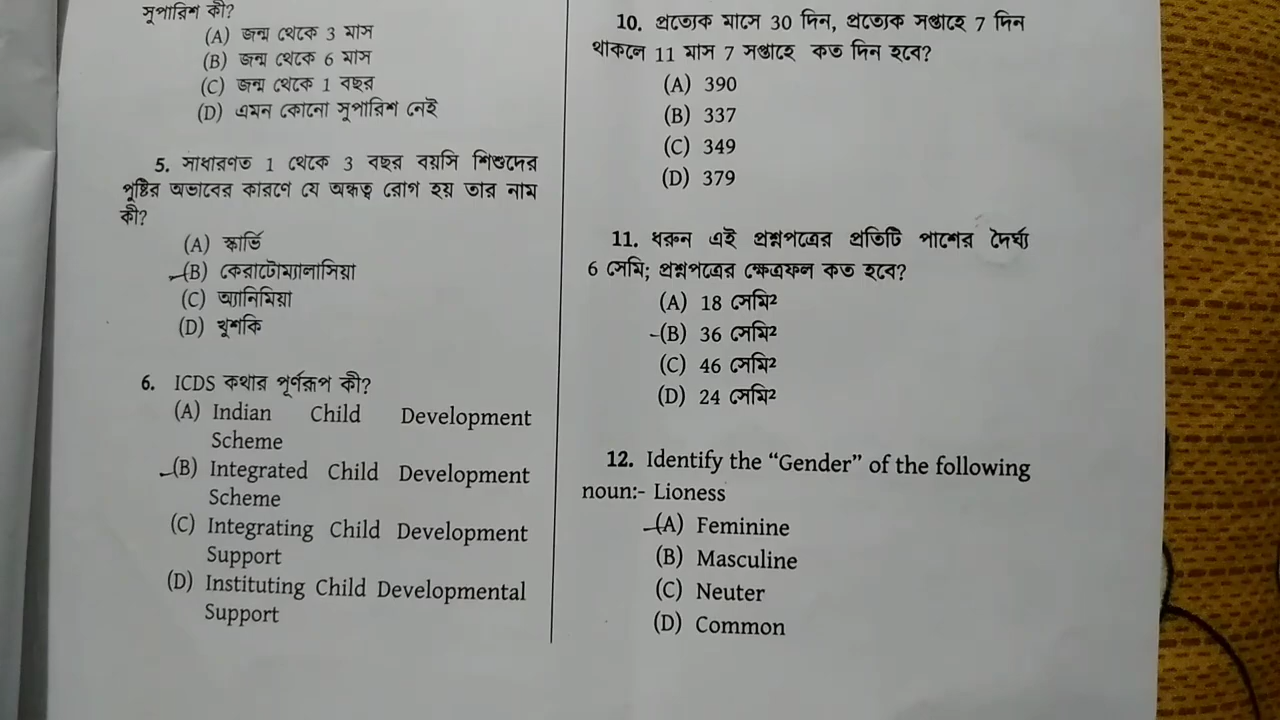 সুপারিশ কী?
(A) জন্ম থেকে 3 মাস
(B) জন্ম থেকে 6 মাস
(C) জন্ম থেকে 1 বছর
(D) এমন কোনো সুপারিশ নেই
5. সাধারণত 1 থেকে 3 বছর বয়সি শিশুদের
পুষ্টির অভাবের কারণে যে অন্ধত্ব রোগ হয় তার নাম
কী?
(A) স্কার্ভি
(B) কেরাটোম্যালাসিয়া
(C) অ্যানিমিয়া
(D) খুশকি
6. ICDS কথার পূর্ণরূপ কী?
(A) Indian Child Development
Scheme
(B) Integrated Child Development
Scheme
(C) Integrating Child Development
Support
(D) Instituting Child Developmental
Support
10. প্রত্যেক মাসে 30 দিন, প্রত্যেক সপ্তাহে 7 দিন
থাকলে 11 মাস 7 সপ্তাহে কত দিন হবে?
(A) 390
(B) 337
(C) 349
(D) 379
11. ধরুন এই প্রশ্নপত্রের প্রতিটি পাশের দৈর্ঘ্য
6 সেমি; প্রশ্নপত্রের ক্ষেত্রফল কত হবে?
(A) 18 সেমি²
(B) 36 সেমি²
(C) 46 সেমি²
(D) 24 সেমি²
12. Identify the “Gender” of the following
noun:- Lioness
(A) Feminine
(B) Masculine
(C) Neuter
(D) Common